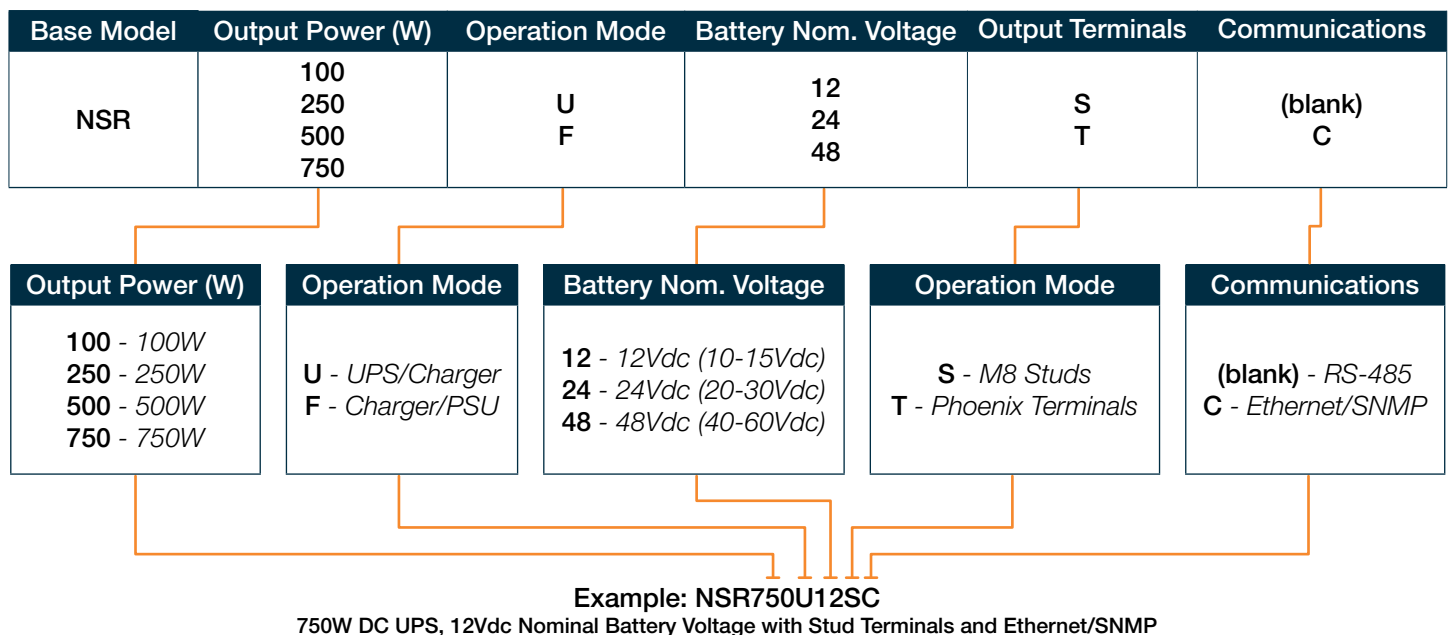 Base Model Output Power (W) Operation Mode Battery Nom. Voltage Output Terminals Communications
NSR
100
250
500
750
U
F
12
24
48
S
T
(blank)
C
Output Power (W)
100 - 100W
250 - 250W
500 - 500W
750 - 750W
Operation Mode
U - UPS/Charger
F - Charger/PSU
Battery Nom. Voltage
12 - 12Vdc (10-15Vdc)
24 - 24Vdc (20-30Vdc)
48 - 48Vdc (40-60Vdc)
Operation Mode
S - M8 Studs
T - Phoenix Terminals
Communications
(blank) - RS-485
C - Ethernet/SNMP
Example: NSR750U12SC
750W DC UPS, 12Vdc Nominal Battery Voltage with Stud Terminals and Ethernet/SNMP